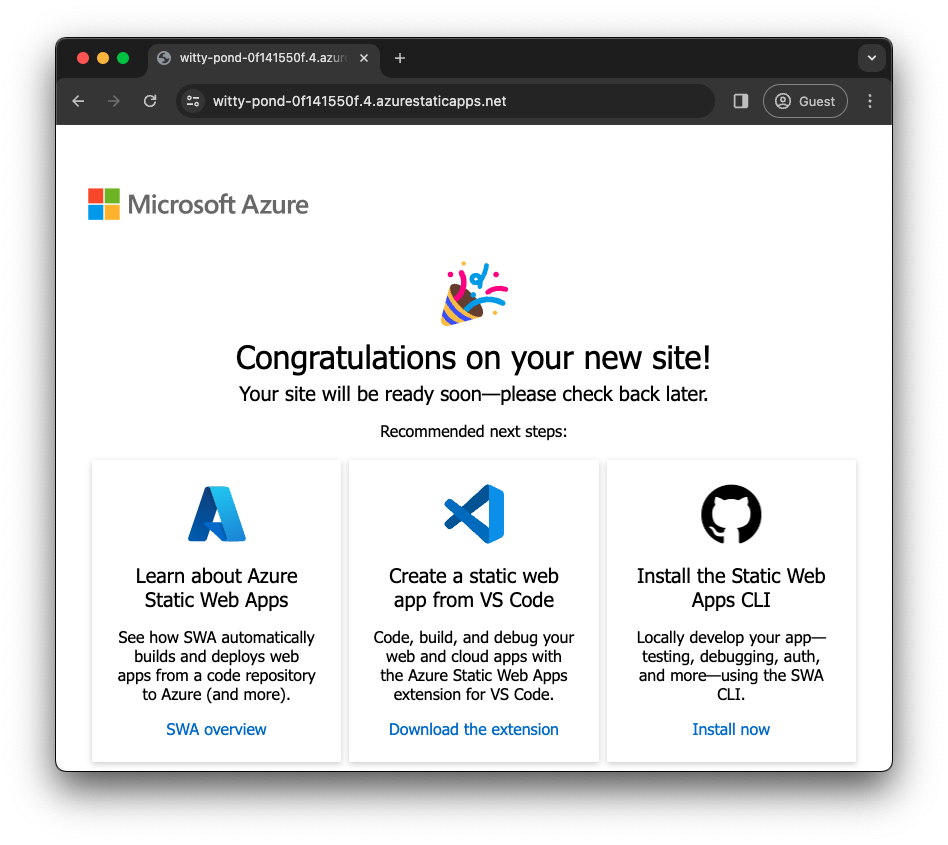 witty-pond-0f141550f.4.azur
witty-pond-0f141550f.4.azurestaticapps.net
Guest
Microsoft Azure
Congratulations on your new site!
Your site will be ready soon—please check back later.
Recommended next steps:
Learn about Azure
Static Web Apps
See how SWA automatically
builds and deploys web
apps from a code repository
to Azure (and more).
SWA overview
Create a static web
app from VS Code
Code, build, and debug your
web and cloud apps with
the Azure Static Web Apps
extension for VS Code.
Download the extension
Install the Static Web
Apps CLI
Locally develop your app—
testing, debugging, auth,
and more—using the SWA
CLI.
Install now